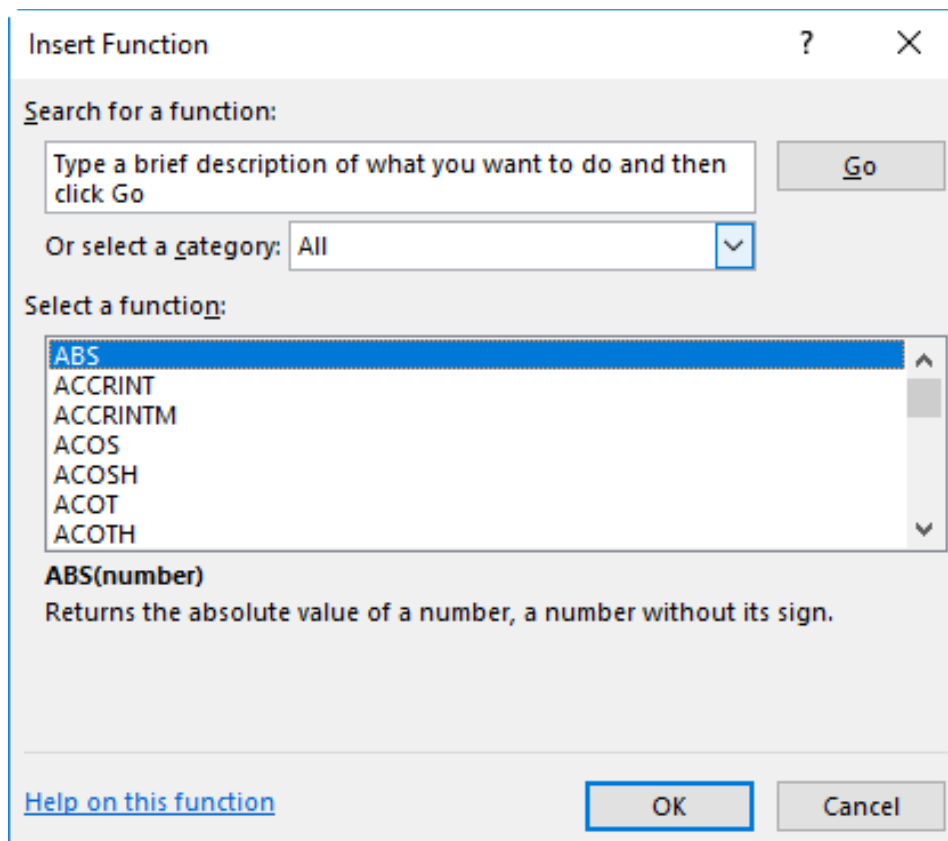 Insert Function ?
Search for a function:
Type a brief description of what you want to do and then
click Go
Go
Or select a category: All
Select a function:
ABS
ACCRINT
ACCRINTM
ACOS
ACOSH
ACOT
ACOTH
ABS(number)
Returns the absolute value of a number, a number without its sign.
Help on this function
OK
Cancel